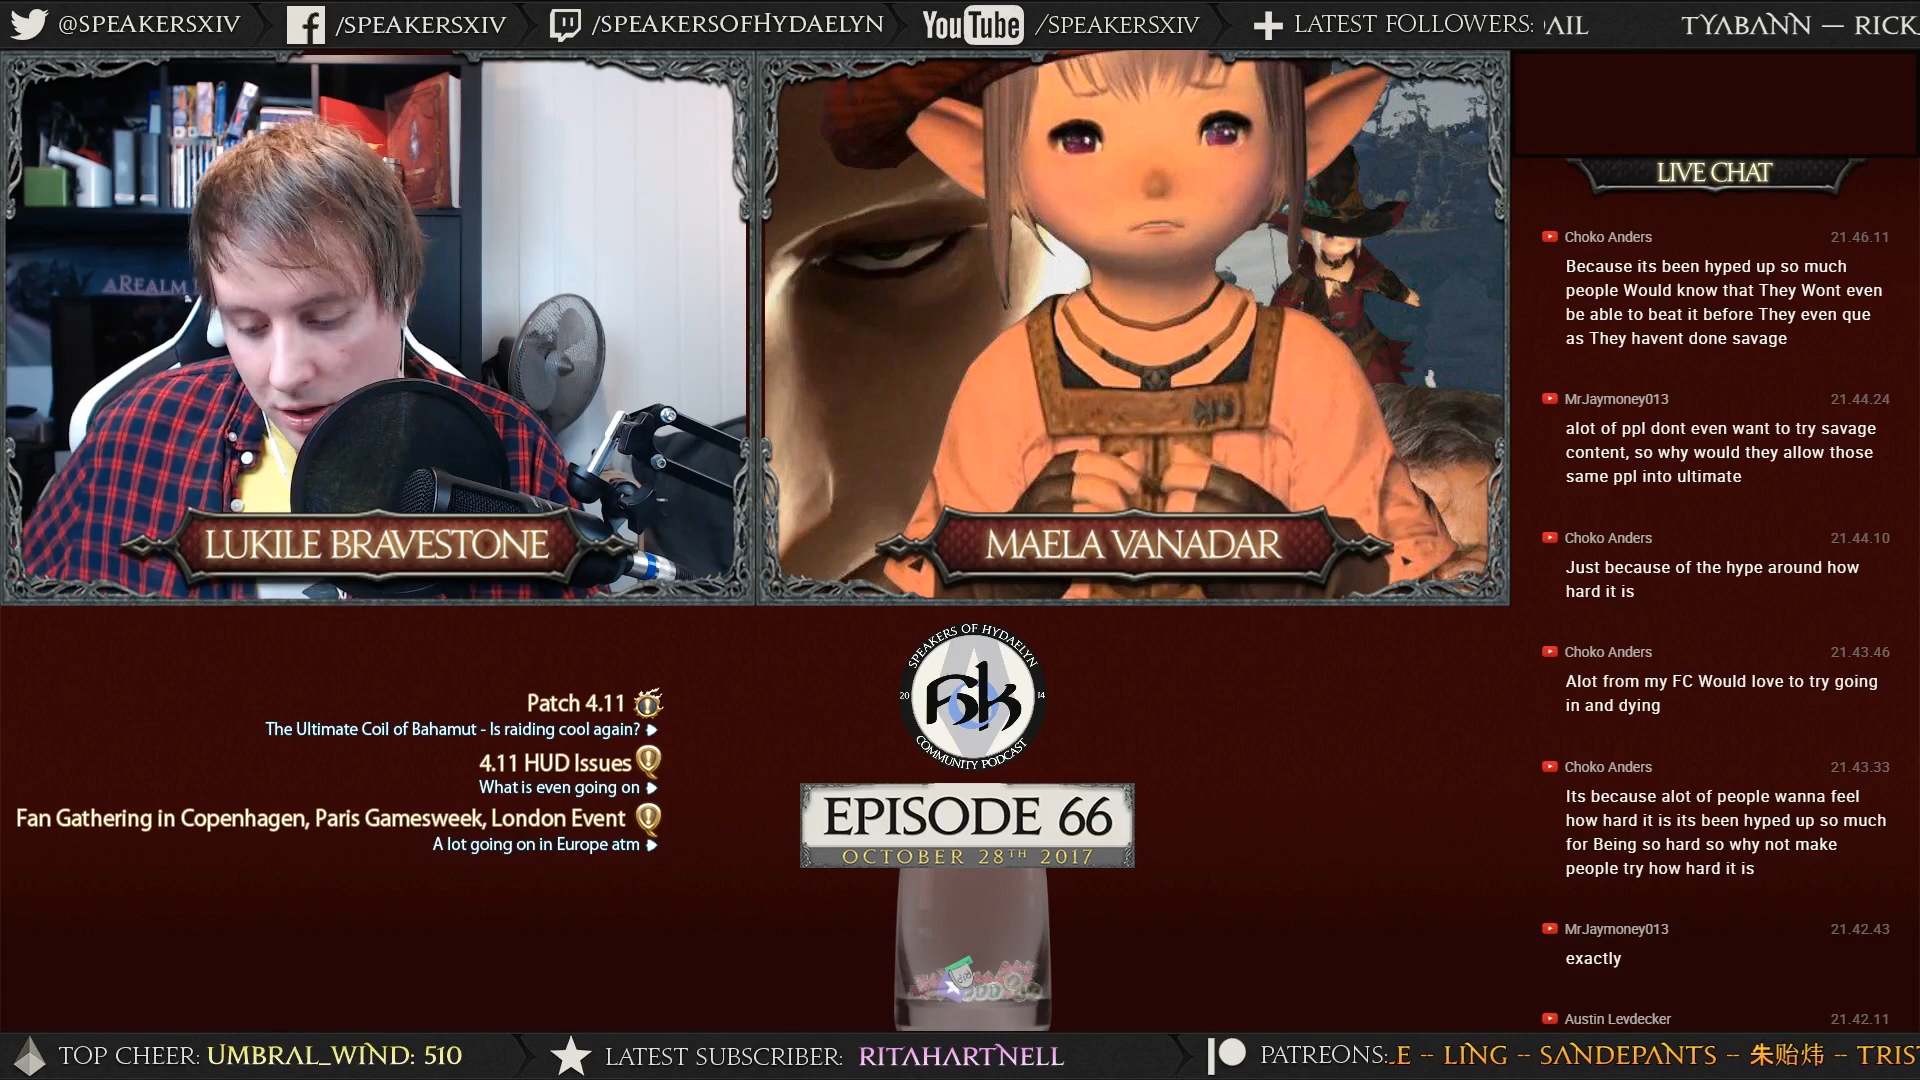 @SPEAKERSXIV
/SPEAKERSXIV
/SPEAKERSOFHYDAELYN
YouTube /SPEAKERSXIV
LATEST FOLLOWERS: AIL TYABANN — RICK
AREALM
LUKILE BRAVESTONE
MAELA VANADAR
LIVE CHAT
Choko Anders 21.46.11
Because its been hyped up so much
people Would know that They Wont even
be able to beat it before They even que
as They havent done savage
MrJaymoney013 21.44.24
alot of ppl dont even want to try savage
content, so why would they allow those
same ppl into ultimate
Choko Anders 21.44.10
Just because of the hype around how
hard it is
Choko Anders 21.43.46
Alot from my FC Would love to try going
in and dying
Choko Anders 21.43.33
Its because alot of people wanna feel
how hard it is its been hyped up so much
for Being so hard so why not make
people try how hard it is
MrJaymoney013 21.42.43
exactly
Austin Levdecker 21.42.11
Patch 4.11
The Ultimate Coil of Bahamut - Is raiding cool again?
4.11 HUD Issues
What is even going on
Fan Gathering in Copenhagen, Paris Gamesweek, London Event
A lot going on in Europe atm
SPEAKERS OF HYDAELYN
20 14
COMMUNITY PODCAST
EPISODE 66
OCTOBER 28TH 2017
RIP
TOP CHEER: UMBRAL_WIND: 510
LATEST SUBSCRIBER: RITAHARTNELL
PATREONS: E -- LING -- SANDEPANTS -- 朱贻炜 -- TRIS